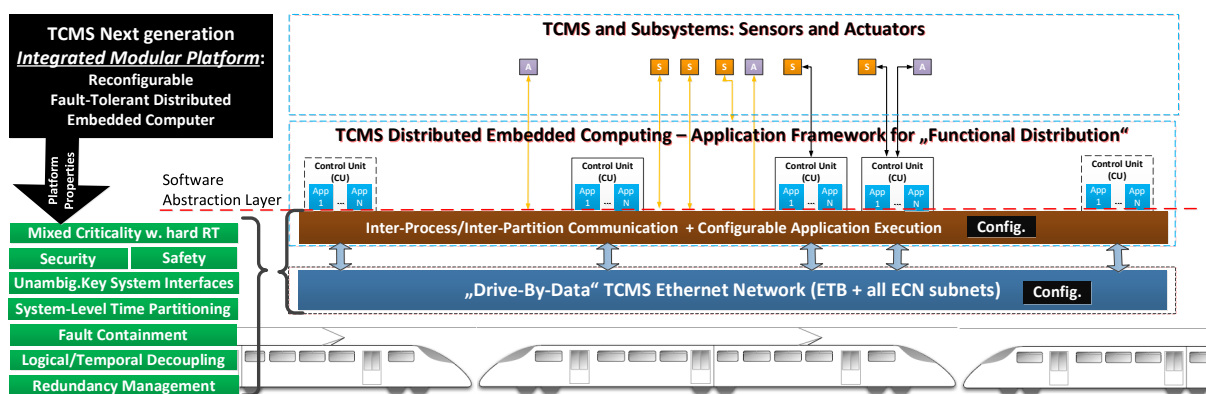 TCMS Next generation
Integrated Modular Platform:
Reconfigurable
Fault-Tolerant Distributed
Embedded Computer
Platform
Properties
Mixed Criticality w. hard RT
Security
Safety
Unambig.Key System Interfaces
System-Level Time Partitioning
Fault Containment
Logical/Temporal Decoupling
Redundancy Management
Software
Abstraction Layer
TCMS and Subsystems: Sensors and Actuators
A
S
S
S
A
S
S
A
TCMS Distributed Embedded Computing – Application Framework for „Functional Distribution“
Control Unit
(CU)
App
1
...
App
N
Control Unit
(CU)
App
1
...
App
N
Control Unit
(CU)
App
1
...
App
N
Control Unit
(CU)
App
1
...
App
N
Control Unit
(CU)
App
1
...
App
N
Inter-Process/Inter-Partition Communication + Configurable Application Execution
Config.
„Drive-By-Data“ TCMS Ethernet Network (ETB + all ECN subnets)
Config.